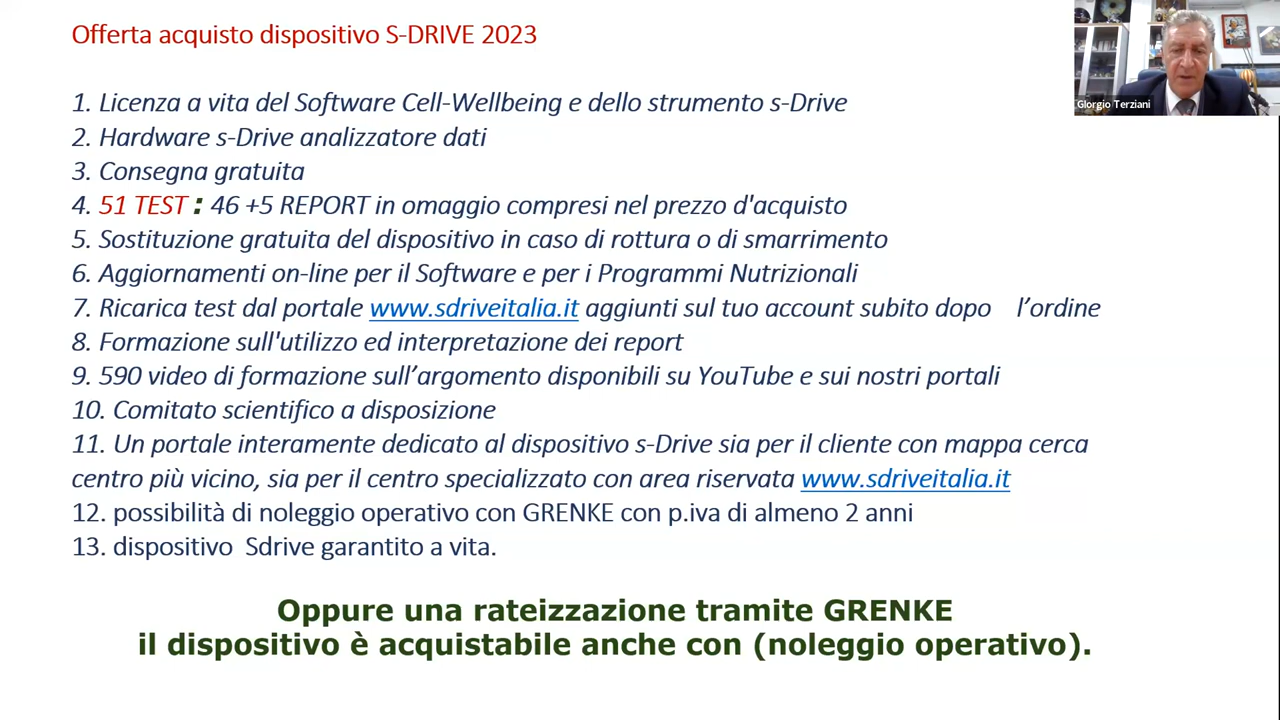 Offerta acquisto dispositivo S-DRIVE 2023
1. Licenza a vita del Software Cell-Wellbeing e dello strumento s-Drive
2. Hardware s-Drive analizzatore dati
3. Consegna gratuita
4. 51 TEST : 46 +5 REPORT in omaggio compresi nel prezzo d'acquisto
5. Sostituzione gratuita del dispositivo in caso di rottura o di smarrimento
6. Aggiornamenti on-line per il Software e per i Programmi Nutrizionali
7. Ricarica test dal portale www.sdriveitalia.it aggiunti sul tuo account subito dopo l’ordine
8. Formazione sull'utilizzo ed interpretazione dei report
9. 590 video di formazione sull’argomento disponibili su YouTube e sui nostri portali
10. Comitato scientifico a disposizione
11. Un portale interamente dedicato al dispositivo s-Drive sia per il cliente con mappa cerca
centro più vicino, sia per il centro specializzato con area riservata www.sdriveitalia.it
12. possibilità di noleggio operativo con GRENKE con p.iva di almeno 2 anni
13. dispositivo Sdrive garantito a vita.
Oppure una rateizzazione tramite GRENKE
il dispositivo è acquistabile anche con (noleggio operativo).
GIorgio Terziani